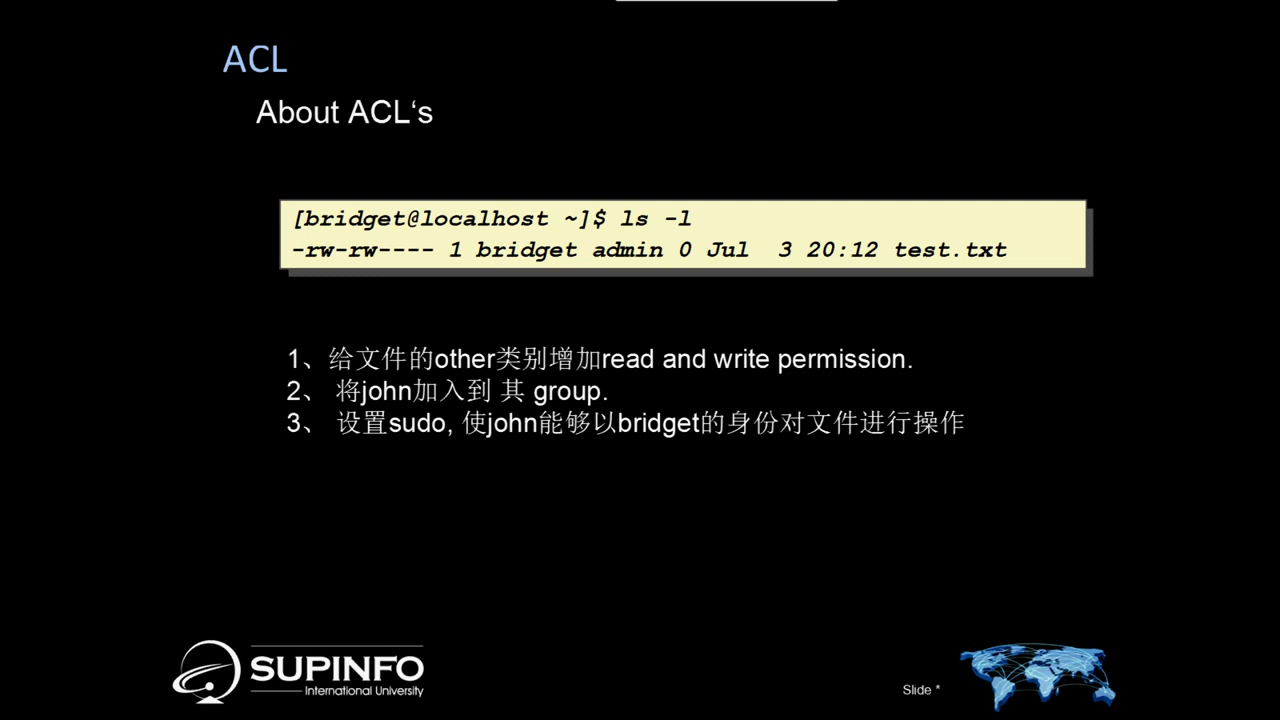 ACL
About ACL‘s
[bridget@localhost ~]$ ls -l
-rw-rw---- 1 bridget admin 0 Jul  3 20:12 test.txt
1、给文件的other类别增加read and write permission.
2、 将john加入到 其 group.
3、 设置sudo, 使john能够以bridget的身份对文件进行操作
SUPINFO
International University
Slide *